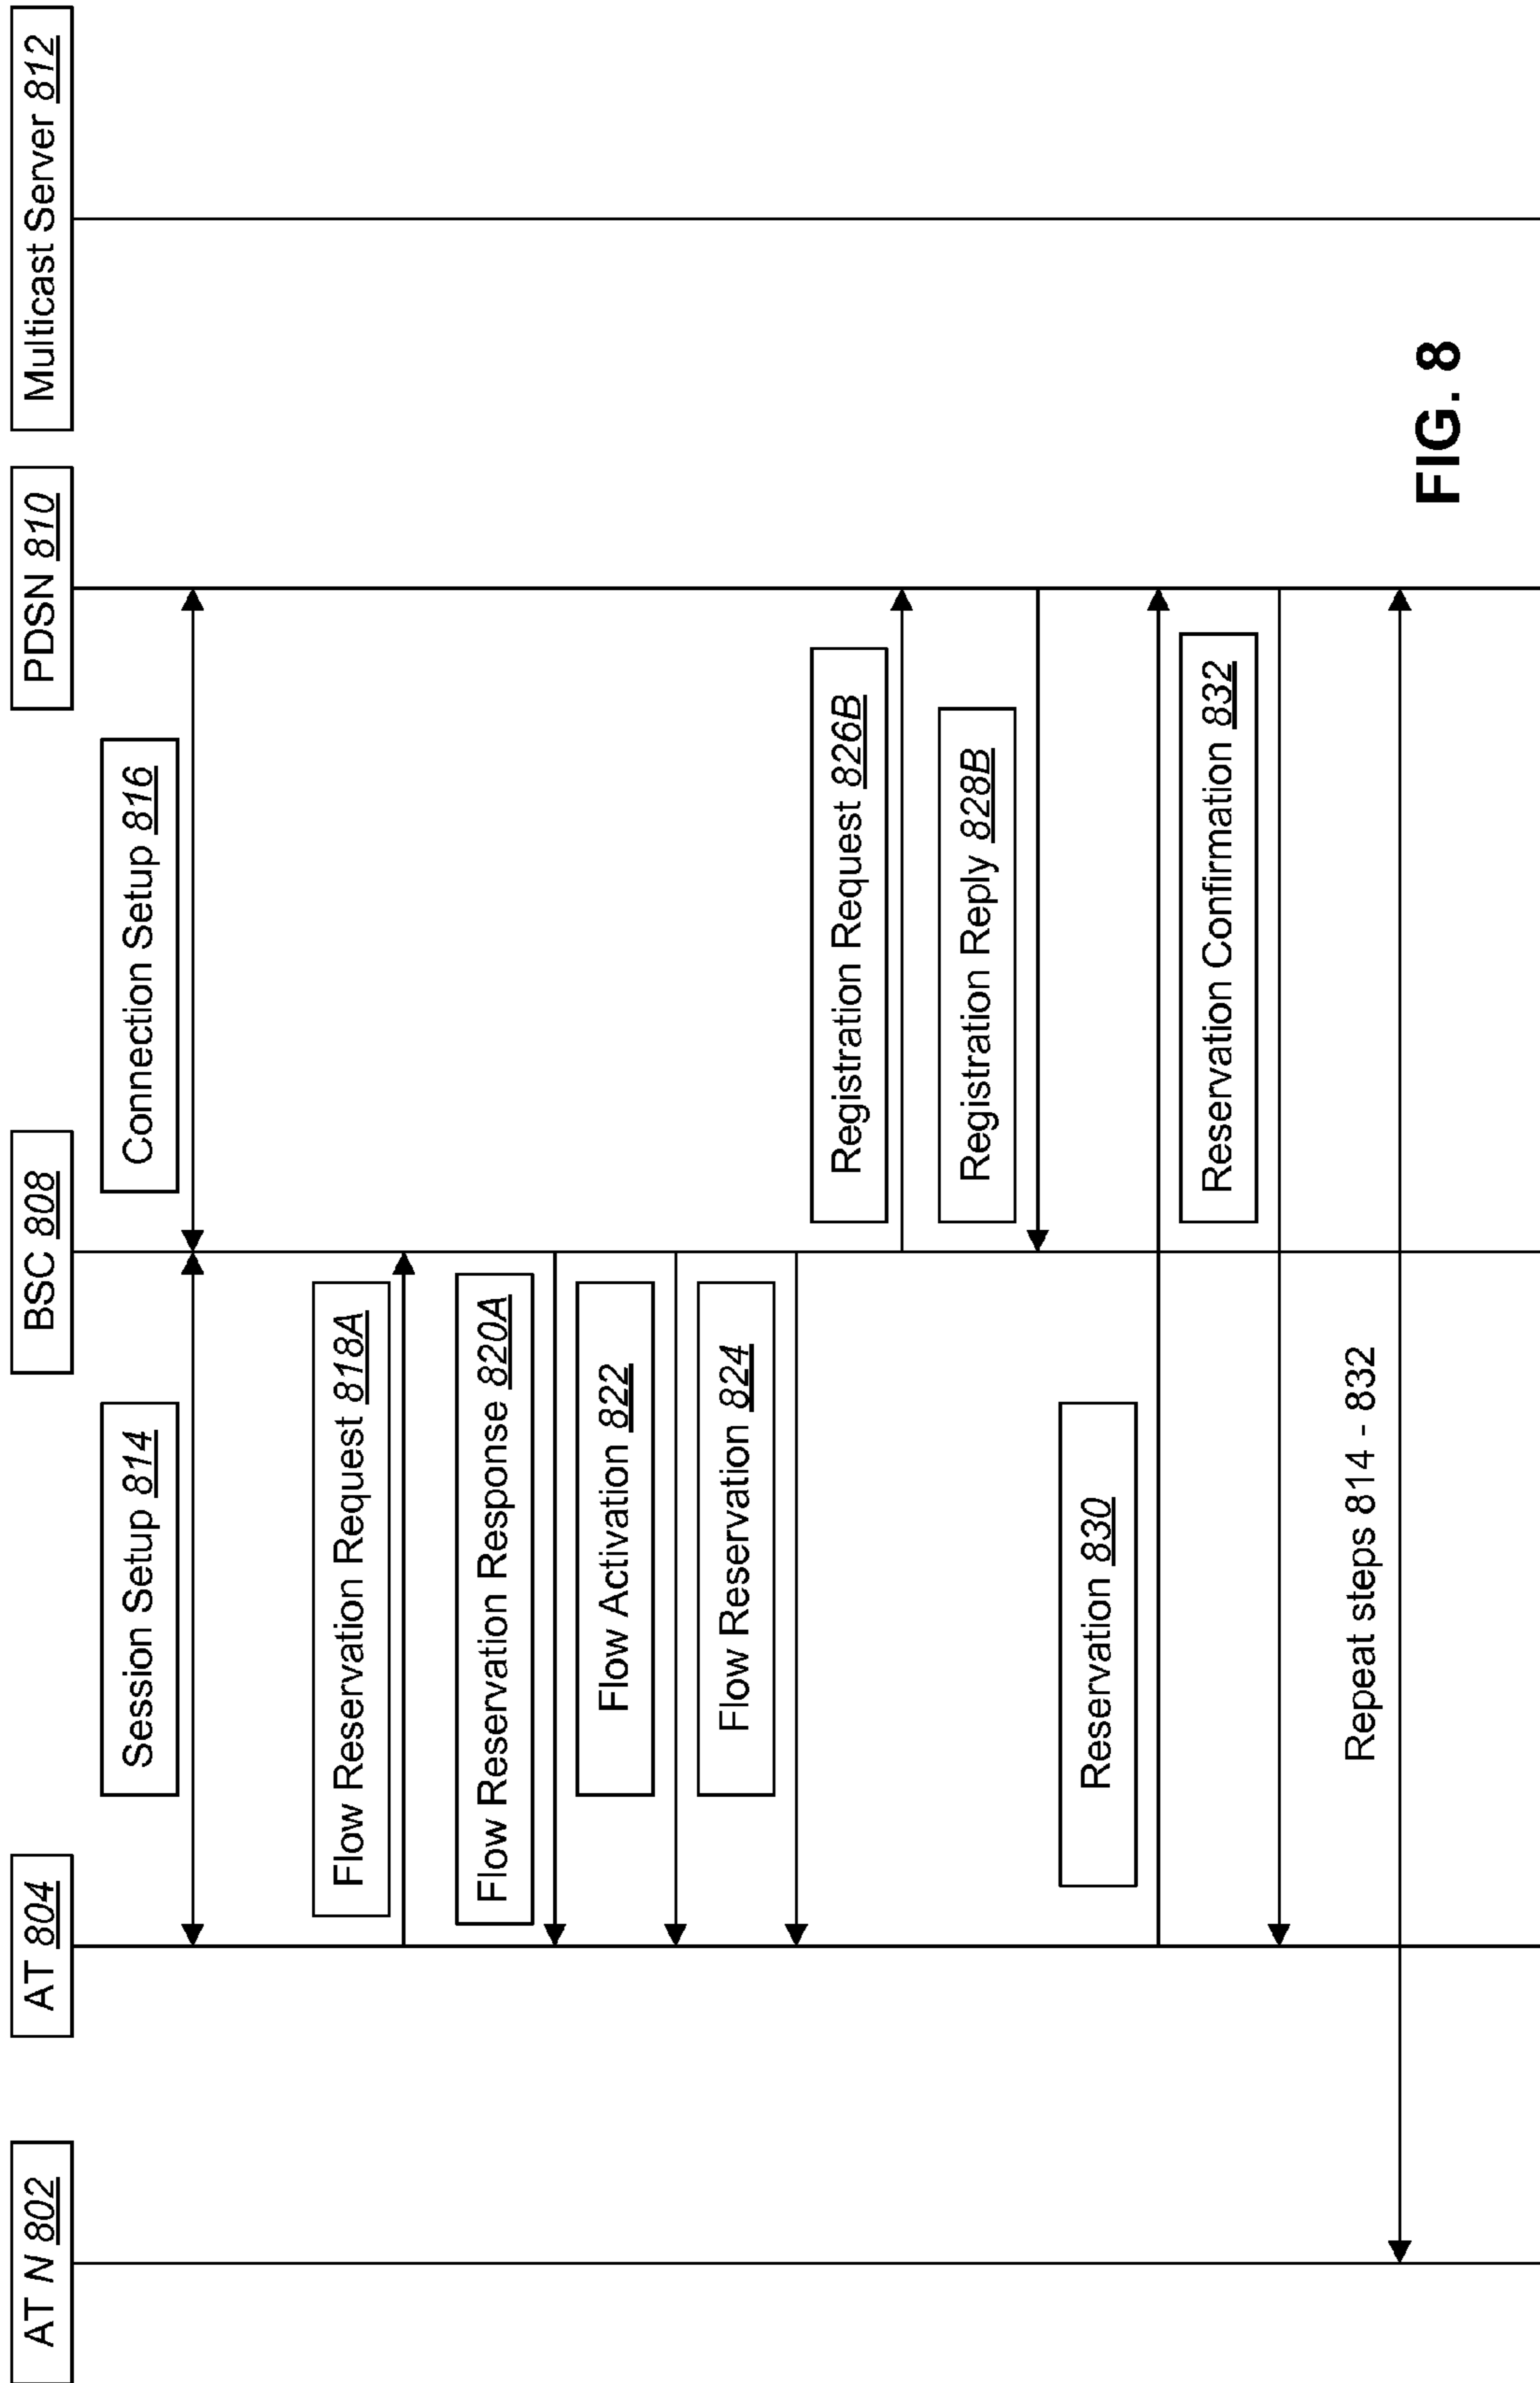 AT N 802
AT 804
BSC 808
PDSN 810
Multicast Server 812
Session Setup 814
Connection Setup 816
Flow Reservation Request 818A
Flow Reservation Response 820A
Flow Activation 822
Flow Reservation 824
Registration Request 826B
Registration Reply 828B
Reservation 830
Reservation Confirmation 832
Repeat steps 814 - 832
FIG. 8